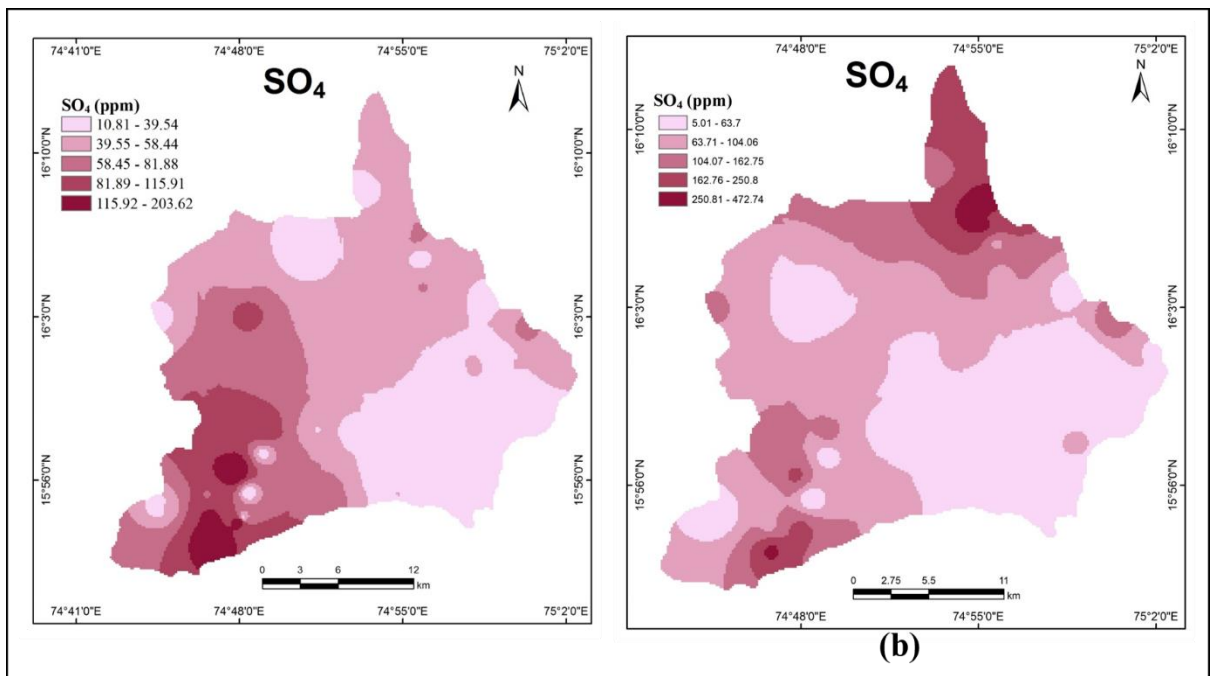 74°41'0"E 74°48'0"E 74°55'0"E 75°2'0"E
SO₄
N
SO₄ (ppm)
10.81 - 39.54
39.55 - 58.44
58.45 - 81.88
81.89 - 115.91
115.92 - 203.62
16°10'0"N 16°10'0"N
16°3'0"N 16°3'0"N
15°56'0"N 15°56'0"N
0 3 6 12
km
74°41'0"E 74°48'0"E 74°55'0"E 75°2'0"E
74°48'0"E 74°55'0"E 75°2'0"E
SO₄
N
SO₄ (ppm)
5.01 - 63.7
63.71 - 104.06
104.07 - 162.75
162.76 - 250.8
250.81 - 472.74
16°10'0"N 16°10'0"N
16°3'0"N 16°3'0"N
15°56'0"N 15°56'0"N
0 2.75 5.5 11
km
74°48'0"E 74°55'0"E 75°2'0"E
(b)